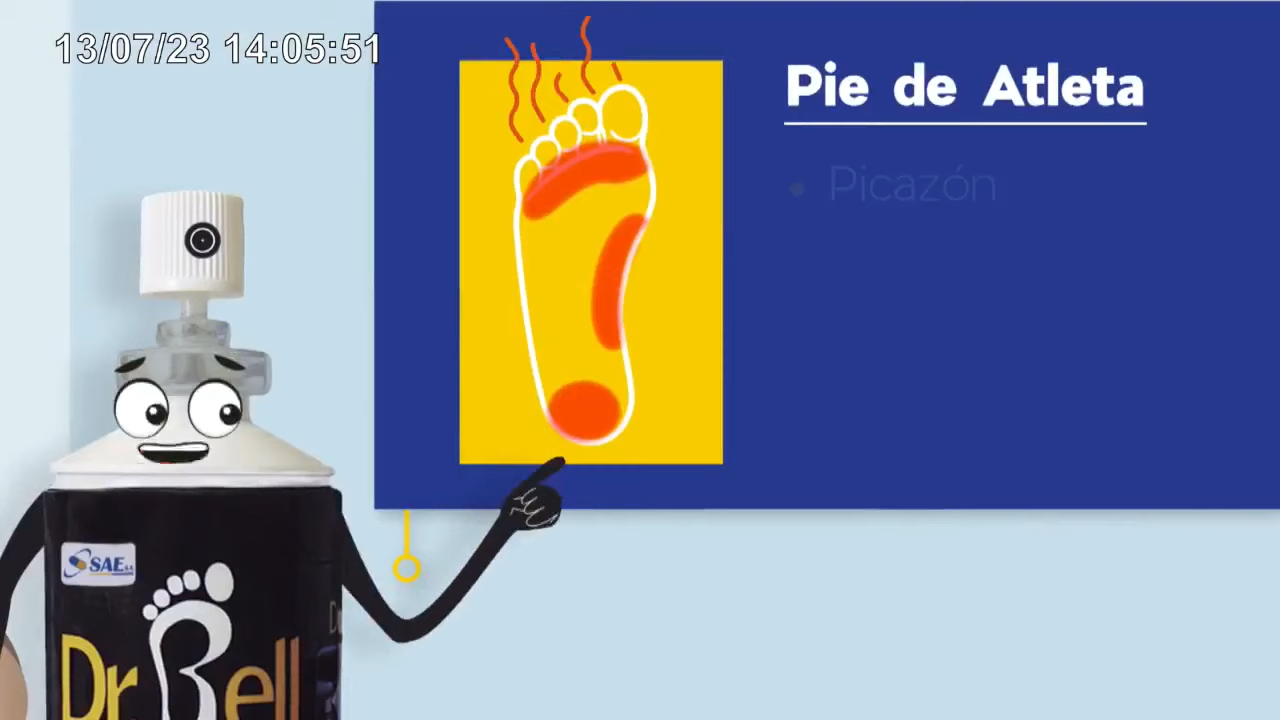 13/07/23 14:05:51
Pie de Atleta
• Picazón
SAE S.A.
Dr. Bell